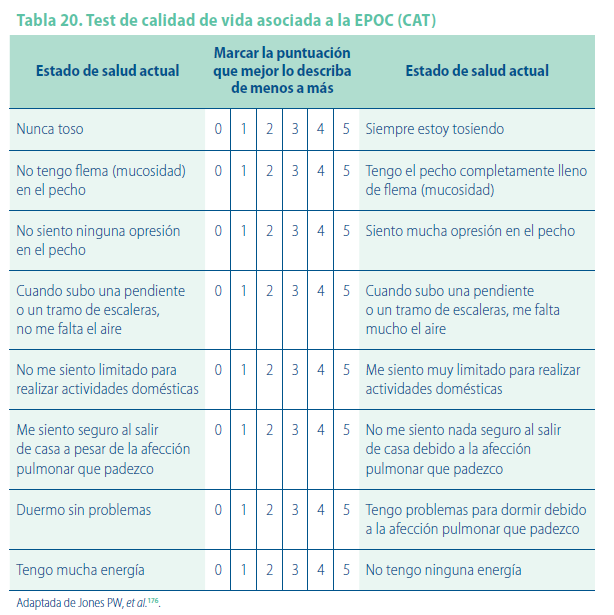 Tabla 20. Test de calidad de vida asociada a la EPOC (CAT)
Estado de salud actual
Marcar la puntuación
que mejor lo describa
de menos a más
Estado de salud actual
Nunca toso 0 1 2 3 4 5 Siempre estoy tosiendo
No tengo flema (mucosidad)
en el pecho
0 1 2 3 4 5
Tengo el pecho completamente lleno
de flema (mucosidad)
No siento ninguna opresión
en el pecho
0 1 2 3 4 5
Siento mucha opresión en el pecho
Cuando subo una pendiente
o un tramo de escaleras,
no me falta el aire
0 1 2 3 4 5
Cuando subo una pendiente
o un tramo de escaleras, me falta
mucho el aire
No me siento limitado para
realizar actividades domésticas
0 1 2 3 4 5
Me siento muy limitado para realizar
actividades domésticas
Me siento seguro al salir
de casa a pesar de la afección
pulmonar que padezco
0 1 2 3 4 5
No me siento nada seguro al salir
de casa debido a la afección
pulmonar que padezco
Duermo sin problemas
0 1 2 3 4 5
Tengo problemas para dormir debido
a la afección pulmonar que padezco
Tengo mucha energía 0 1 2 3 4 5 No tengo ninguna energía
Adaptada de Jones PW, et al.176.